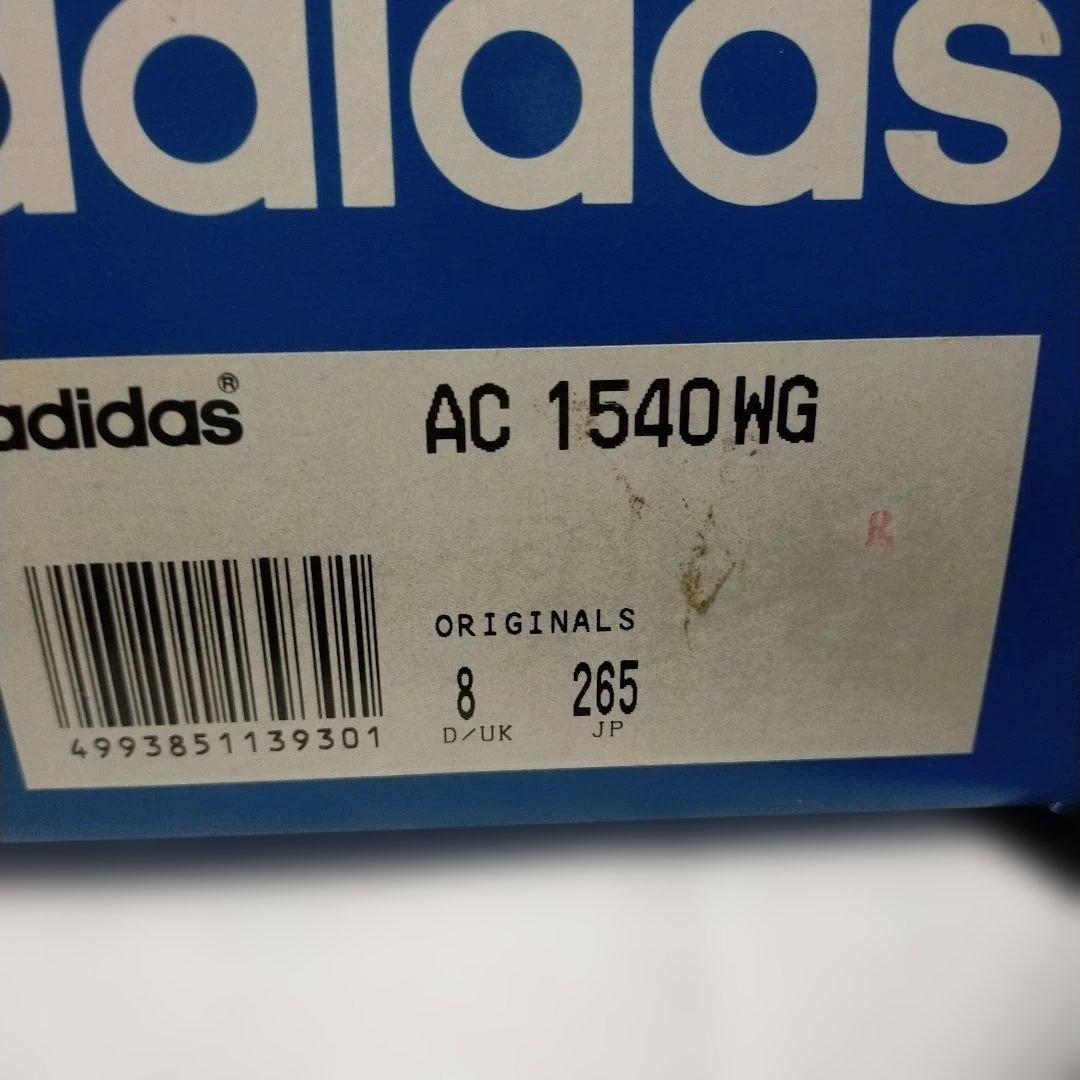 adidas
adidas®
AC 1540WG
R
ORIGINALS
8 265
D/UK JP
4993851139301